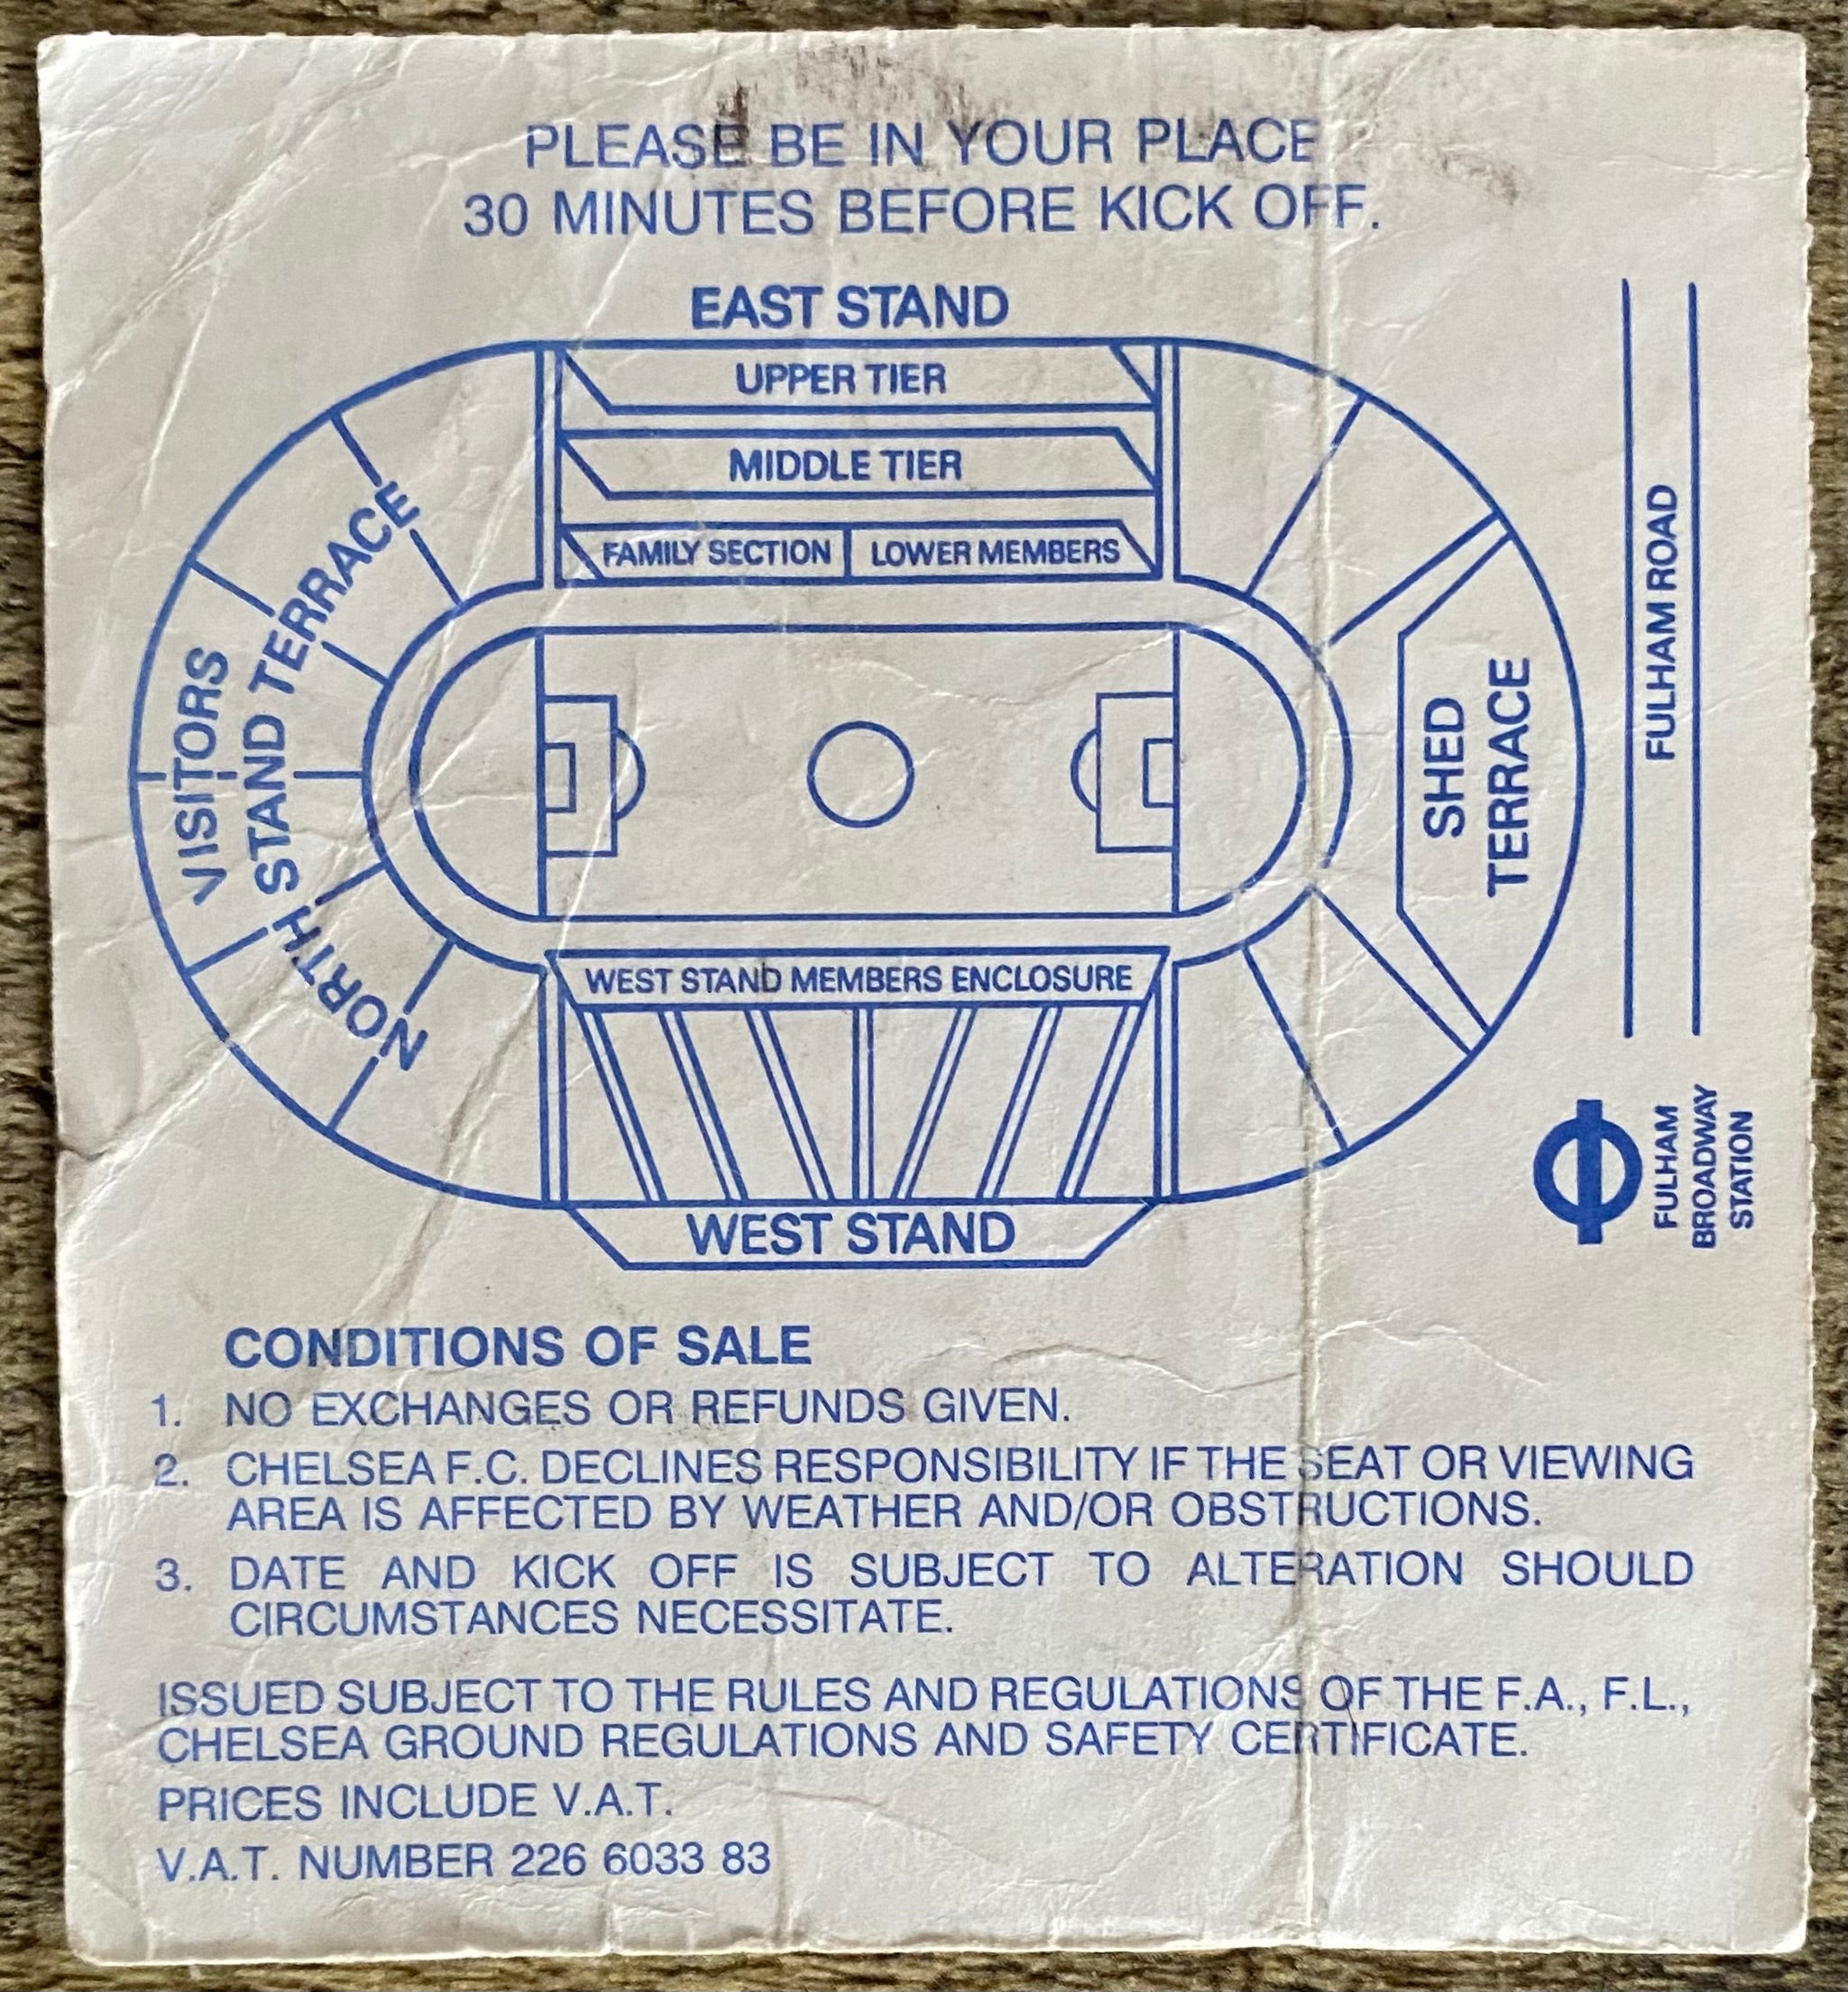 PLEASE BE IN YOUR PLACE
30 MINUTES BEFORE KICK OFF.
EAST STAND
UPPER TIER
MIDDLE TIER
FAMILY SECTION
LOWER MEMBERS
VISITORS
NORTH STAND TERRACE
SHED
TERRACE
FULHAM ROAD
WEST STAND MEMBERS ENCLOSURE
WEST STAND
FULHAM
BROADWAY
STATION
CONDITIONS OF SALE
1. NO EXCHANGES OR REFUNDS GIVEN.
2. CHELSEA F.C. DECLINES RESPONSIBILITY IF THE SEAT OR VIEWING
AREA IS AFFECTED BY WEATHER AND/OR OBSTRUCTIONS.
3. DATE AND KICK OFF IS SUBJECT TO ALTERATION SHOULD
CIRCUMSTANCES NECESSITATE.
ISSUED SUBJECT TO THE RULES AND REGULATIONS OF THE F.A., F.L.,
CHELSEA GROUND REGULATIONS AND SAFETY CERTIFICATE.
PRICES INCLUDE V.A.T.
V.A.T. NUMBER 226 6033 83